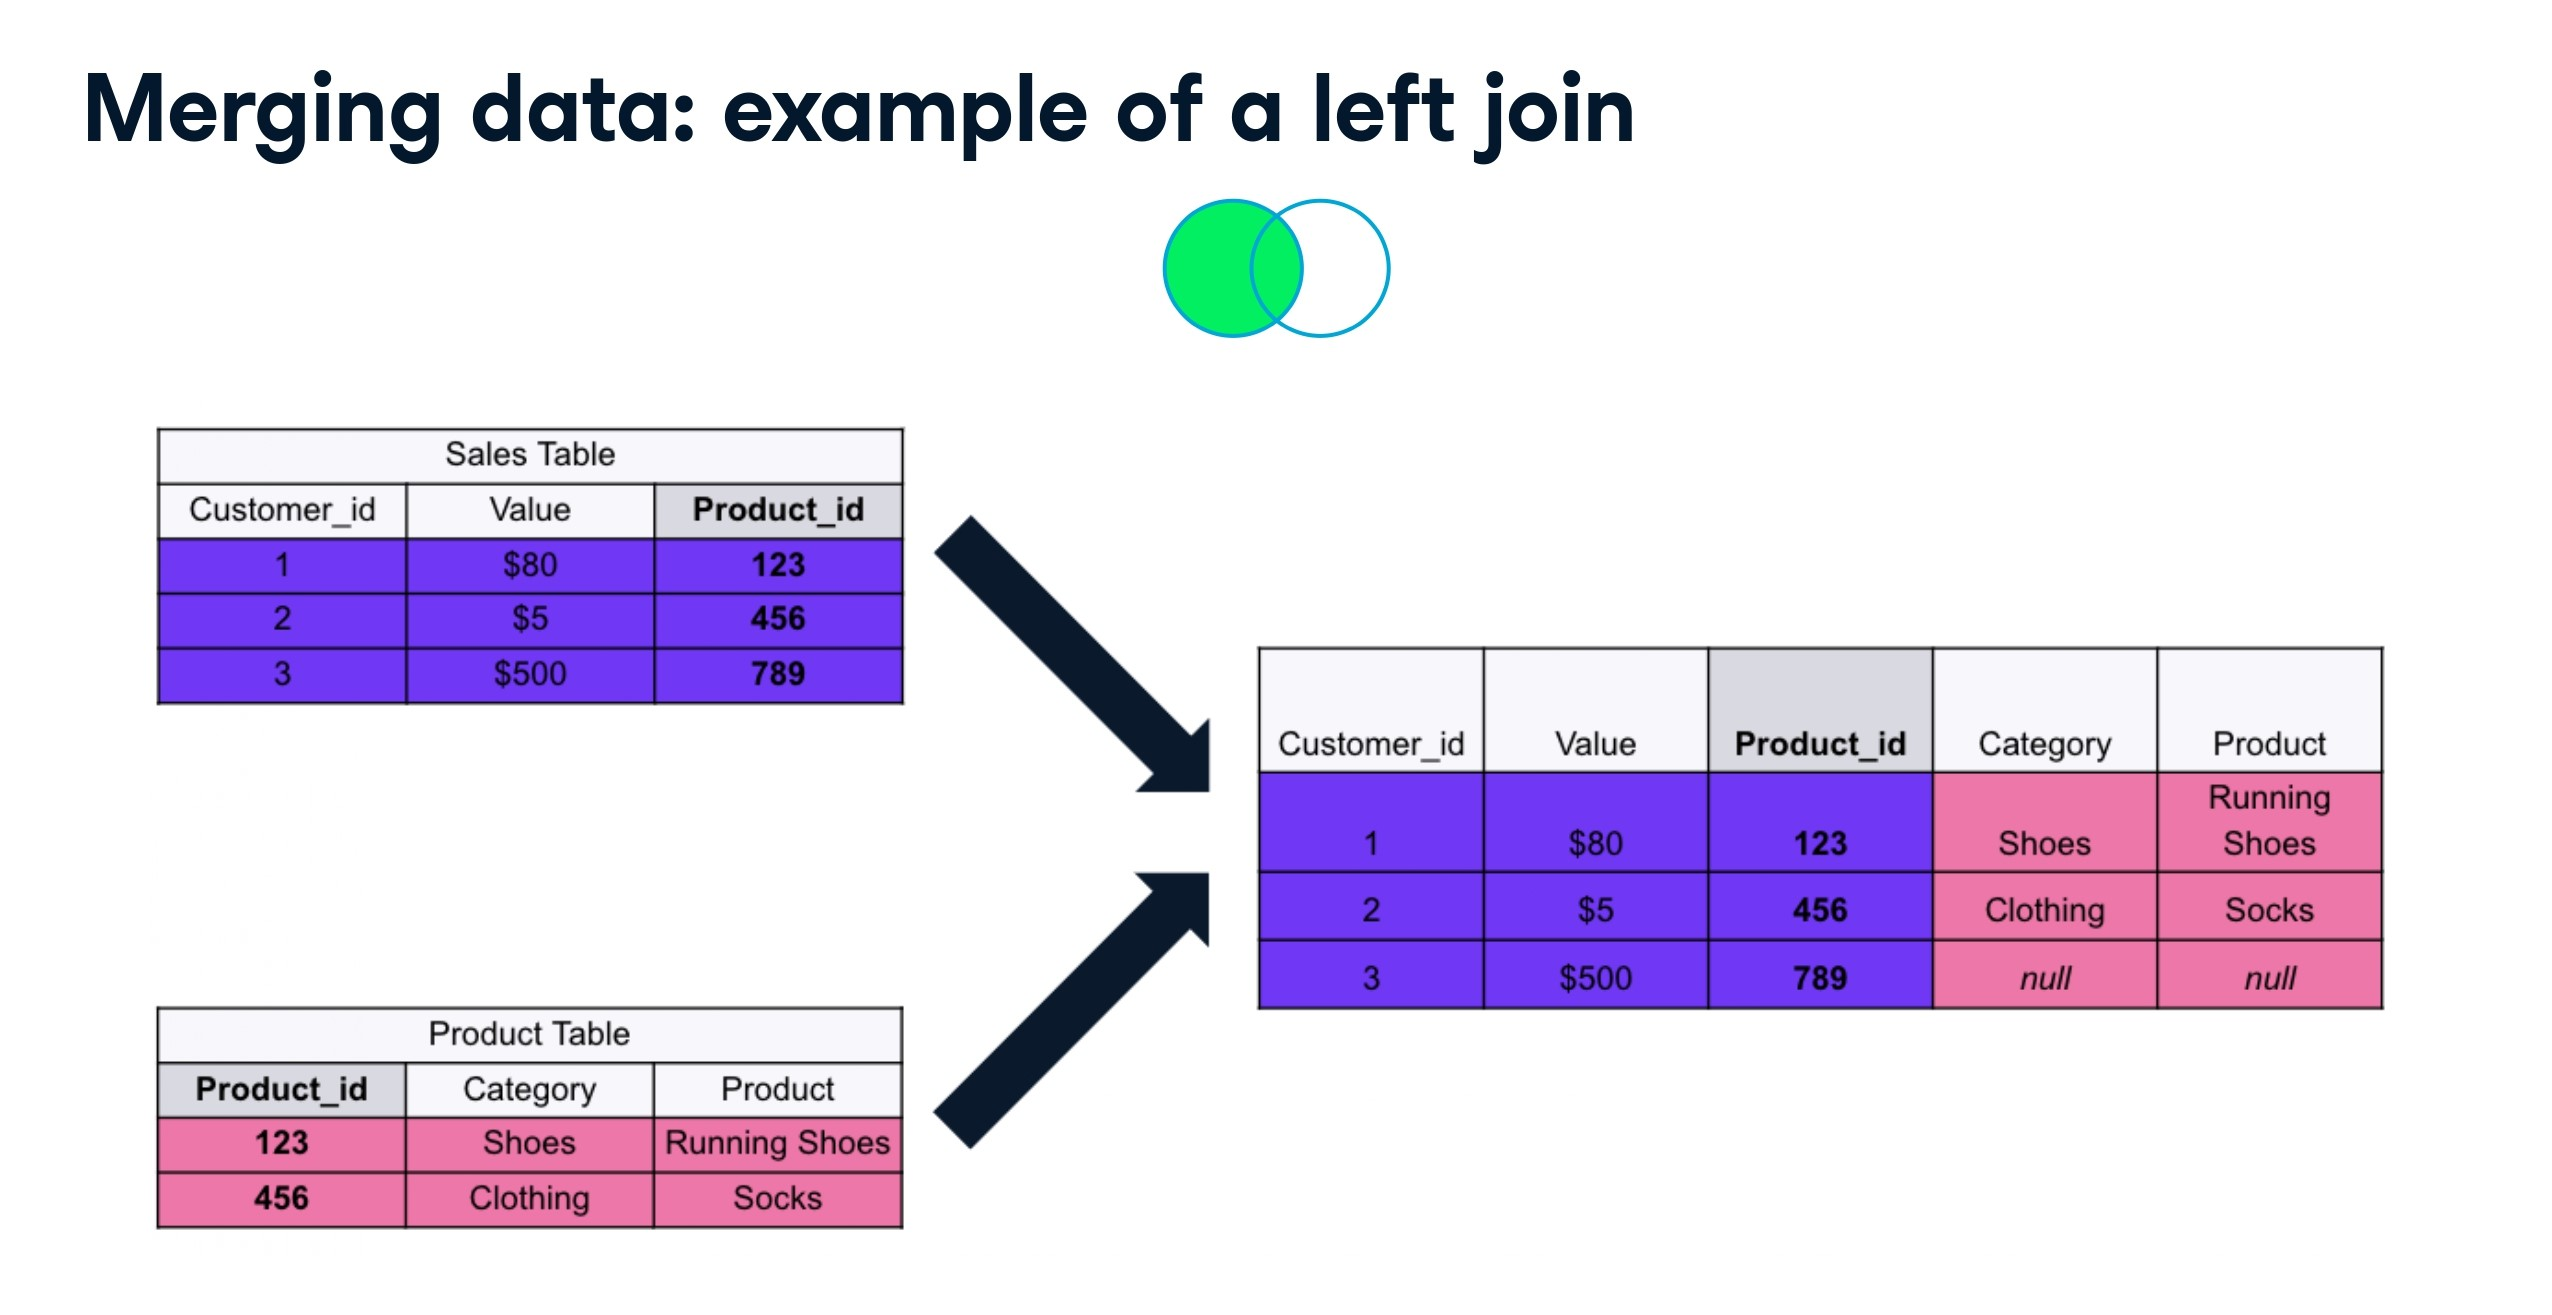 Merging data: example of a left join
Sales Table
Customer_id Value Product_id
1 $80 123
2 $5 456
3 $500 789
Product Table
Product_id Category Product
123 Shoes Running Shoes
456 Clothing Socks
Customer_id Value Product_id Category Product
1 $80 123 Shoes Running Shoes
2 $5 456 Clothing Socks
3 $500 789 null null